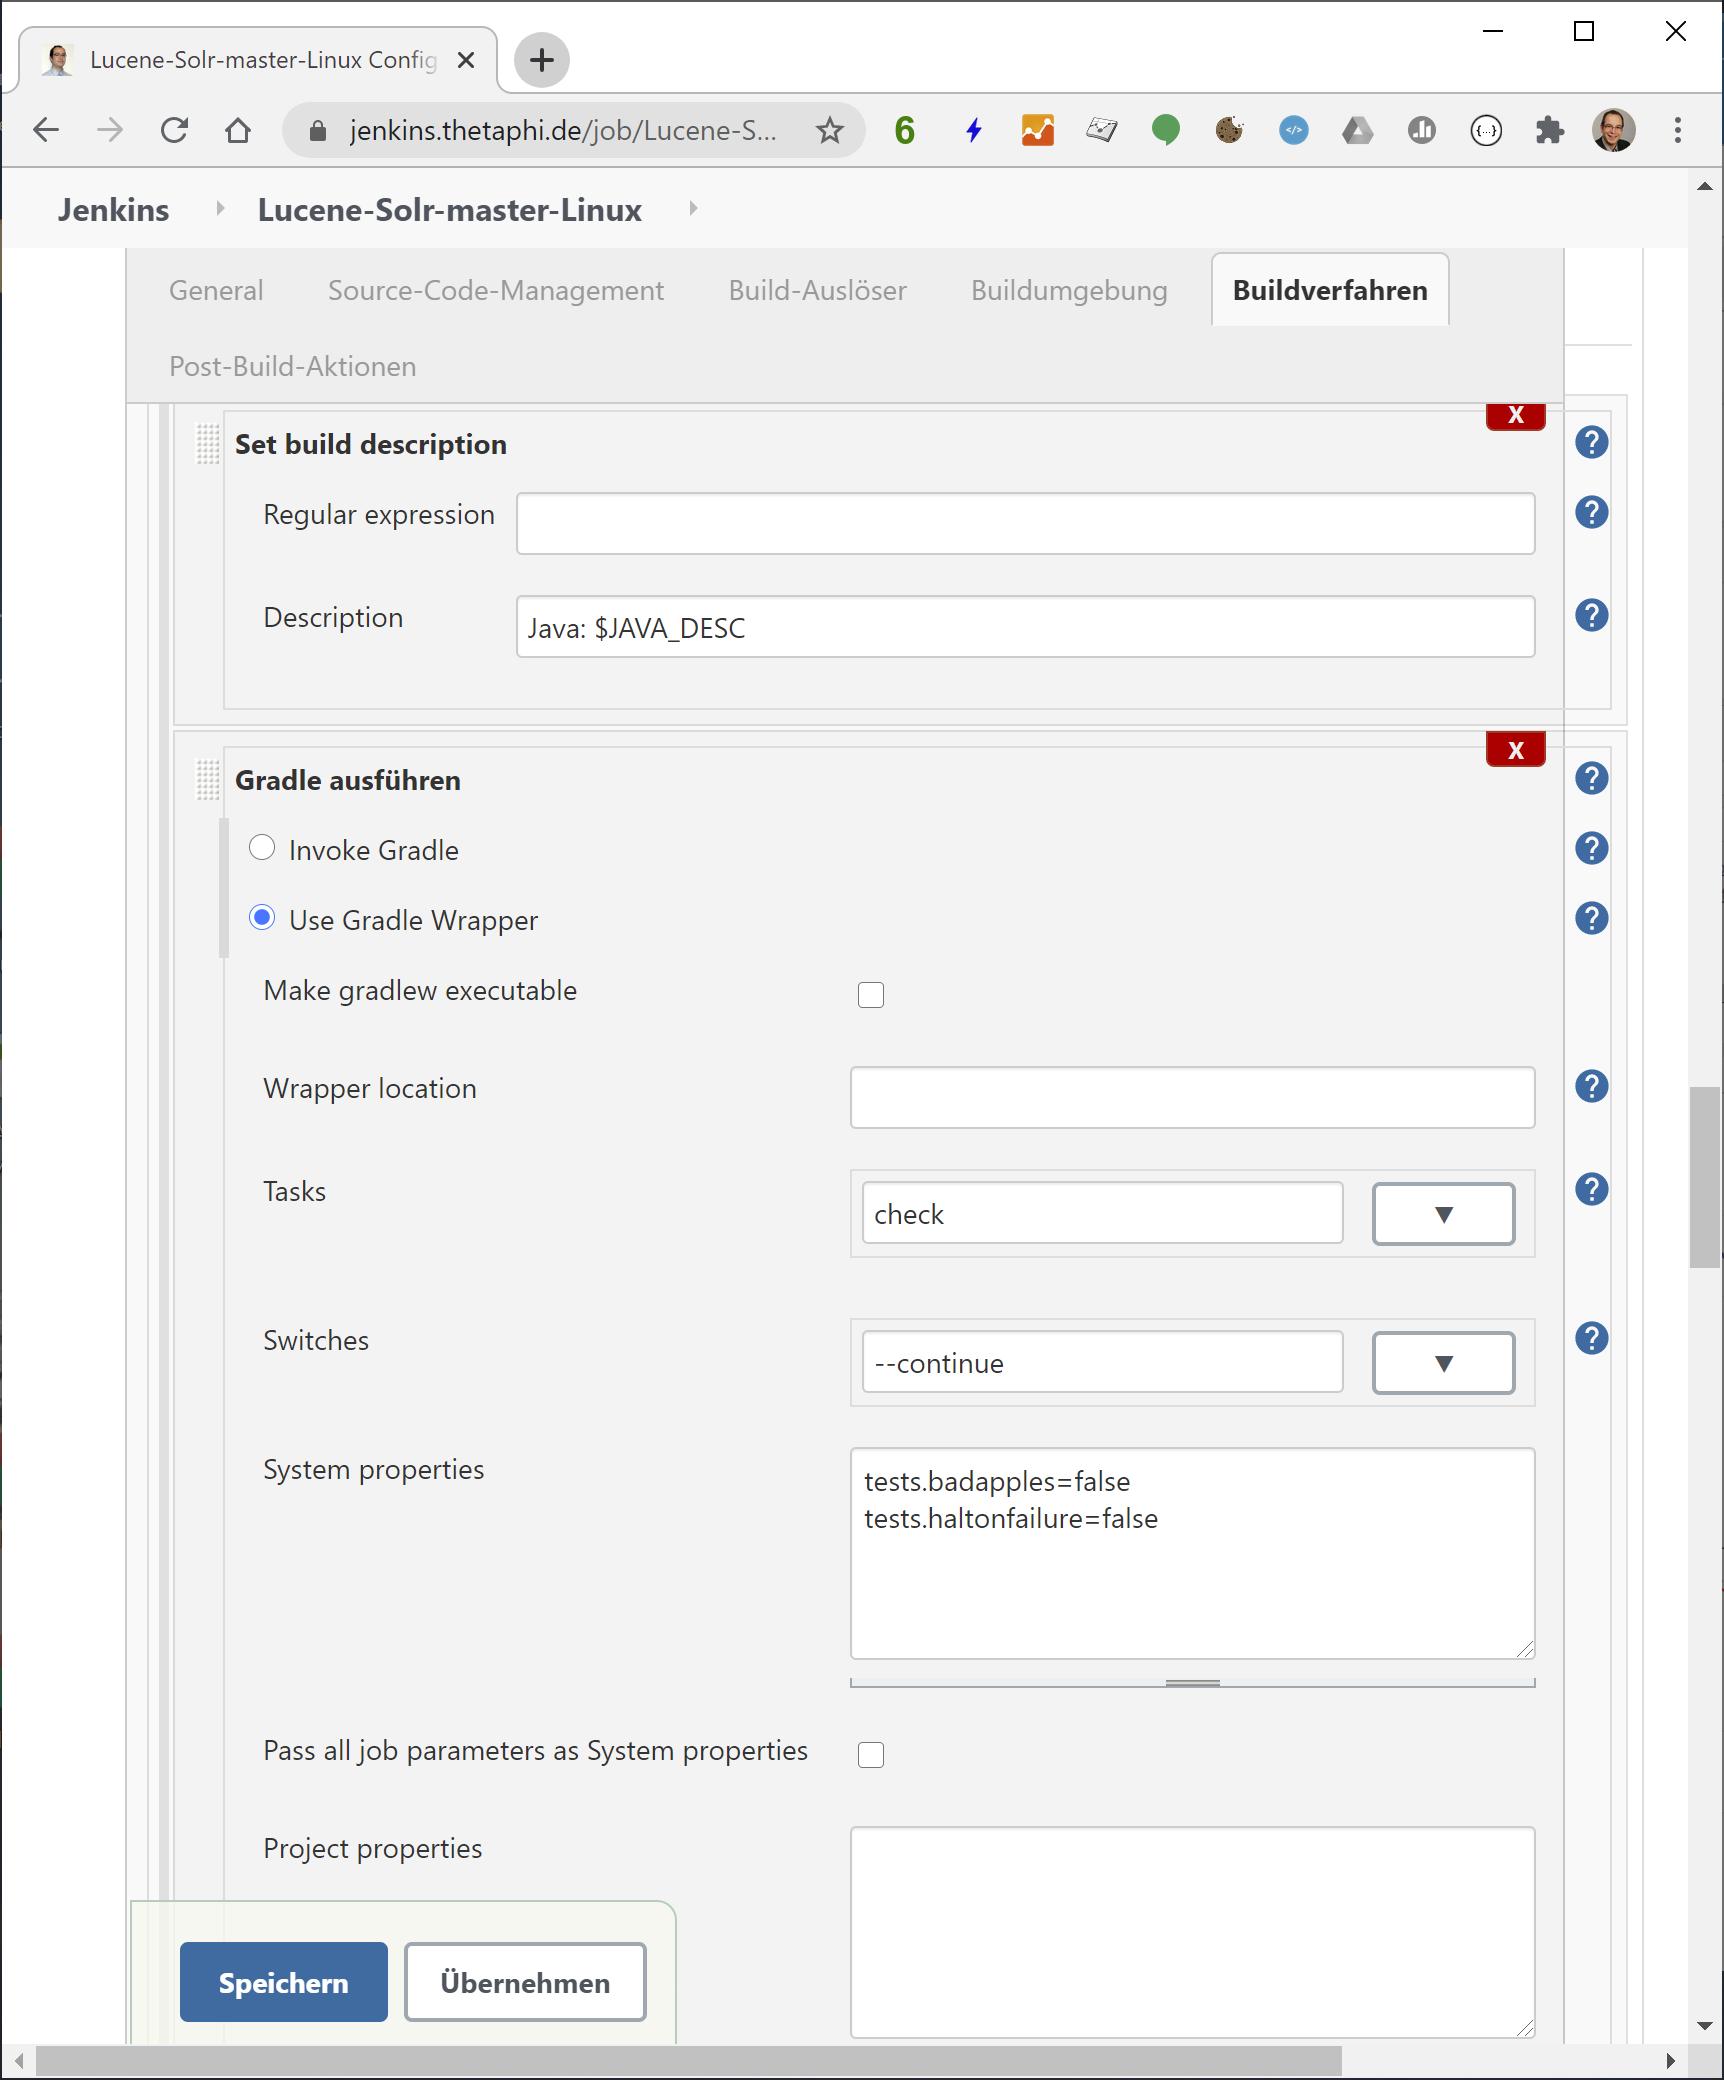 Lucene-Solr-master-Linux Config
jenkins.thetaphi.de/job/Lucene-S...
6
Jenkins
Lucene-Solr-master-Linux
General
Source-Code-Management
Build-Auslöser
Buildumgebung
Buildverfahren
Post-Build-Aktionen
X
Set build description
?
Regular expression
?
Description
Java: $JAVA_DESC
?
X
Gradle ausführen
?
Invoke Gradle
?
Use Gradle Wrapper
?
Make gradlew executable
Wrapper location
?
Tasks
check
▼
?
Switches
--continue
▼
?
System properties
tests.badapples=false
tests.haltonfailure=false
Pass all job parameters as System properties
Project properties
Speichern
Übernehmen